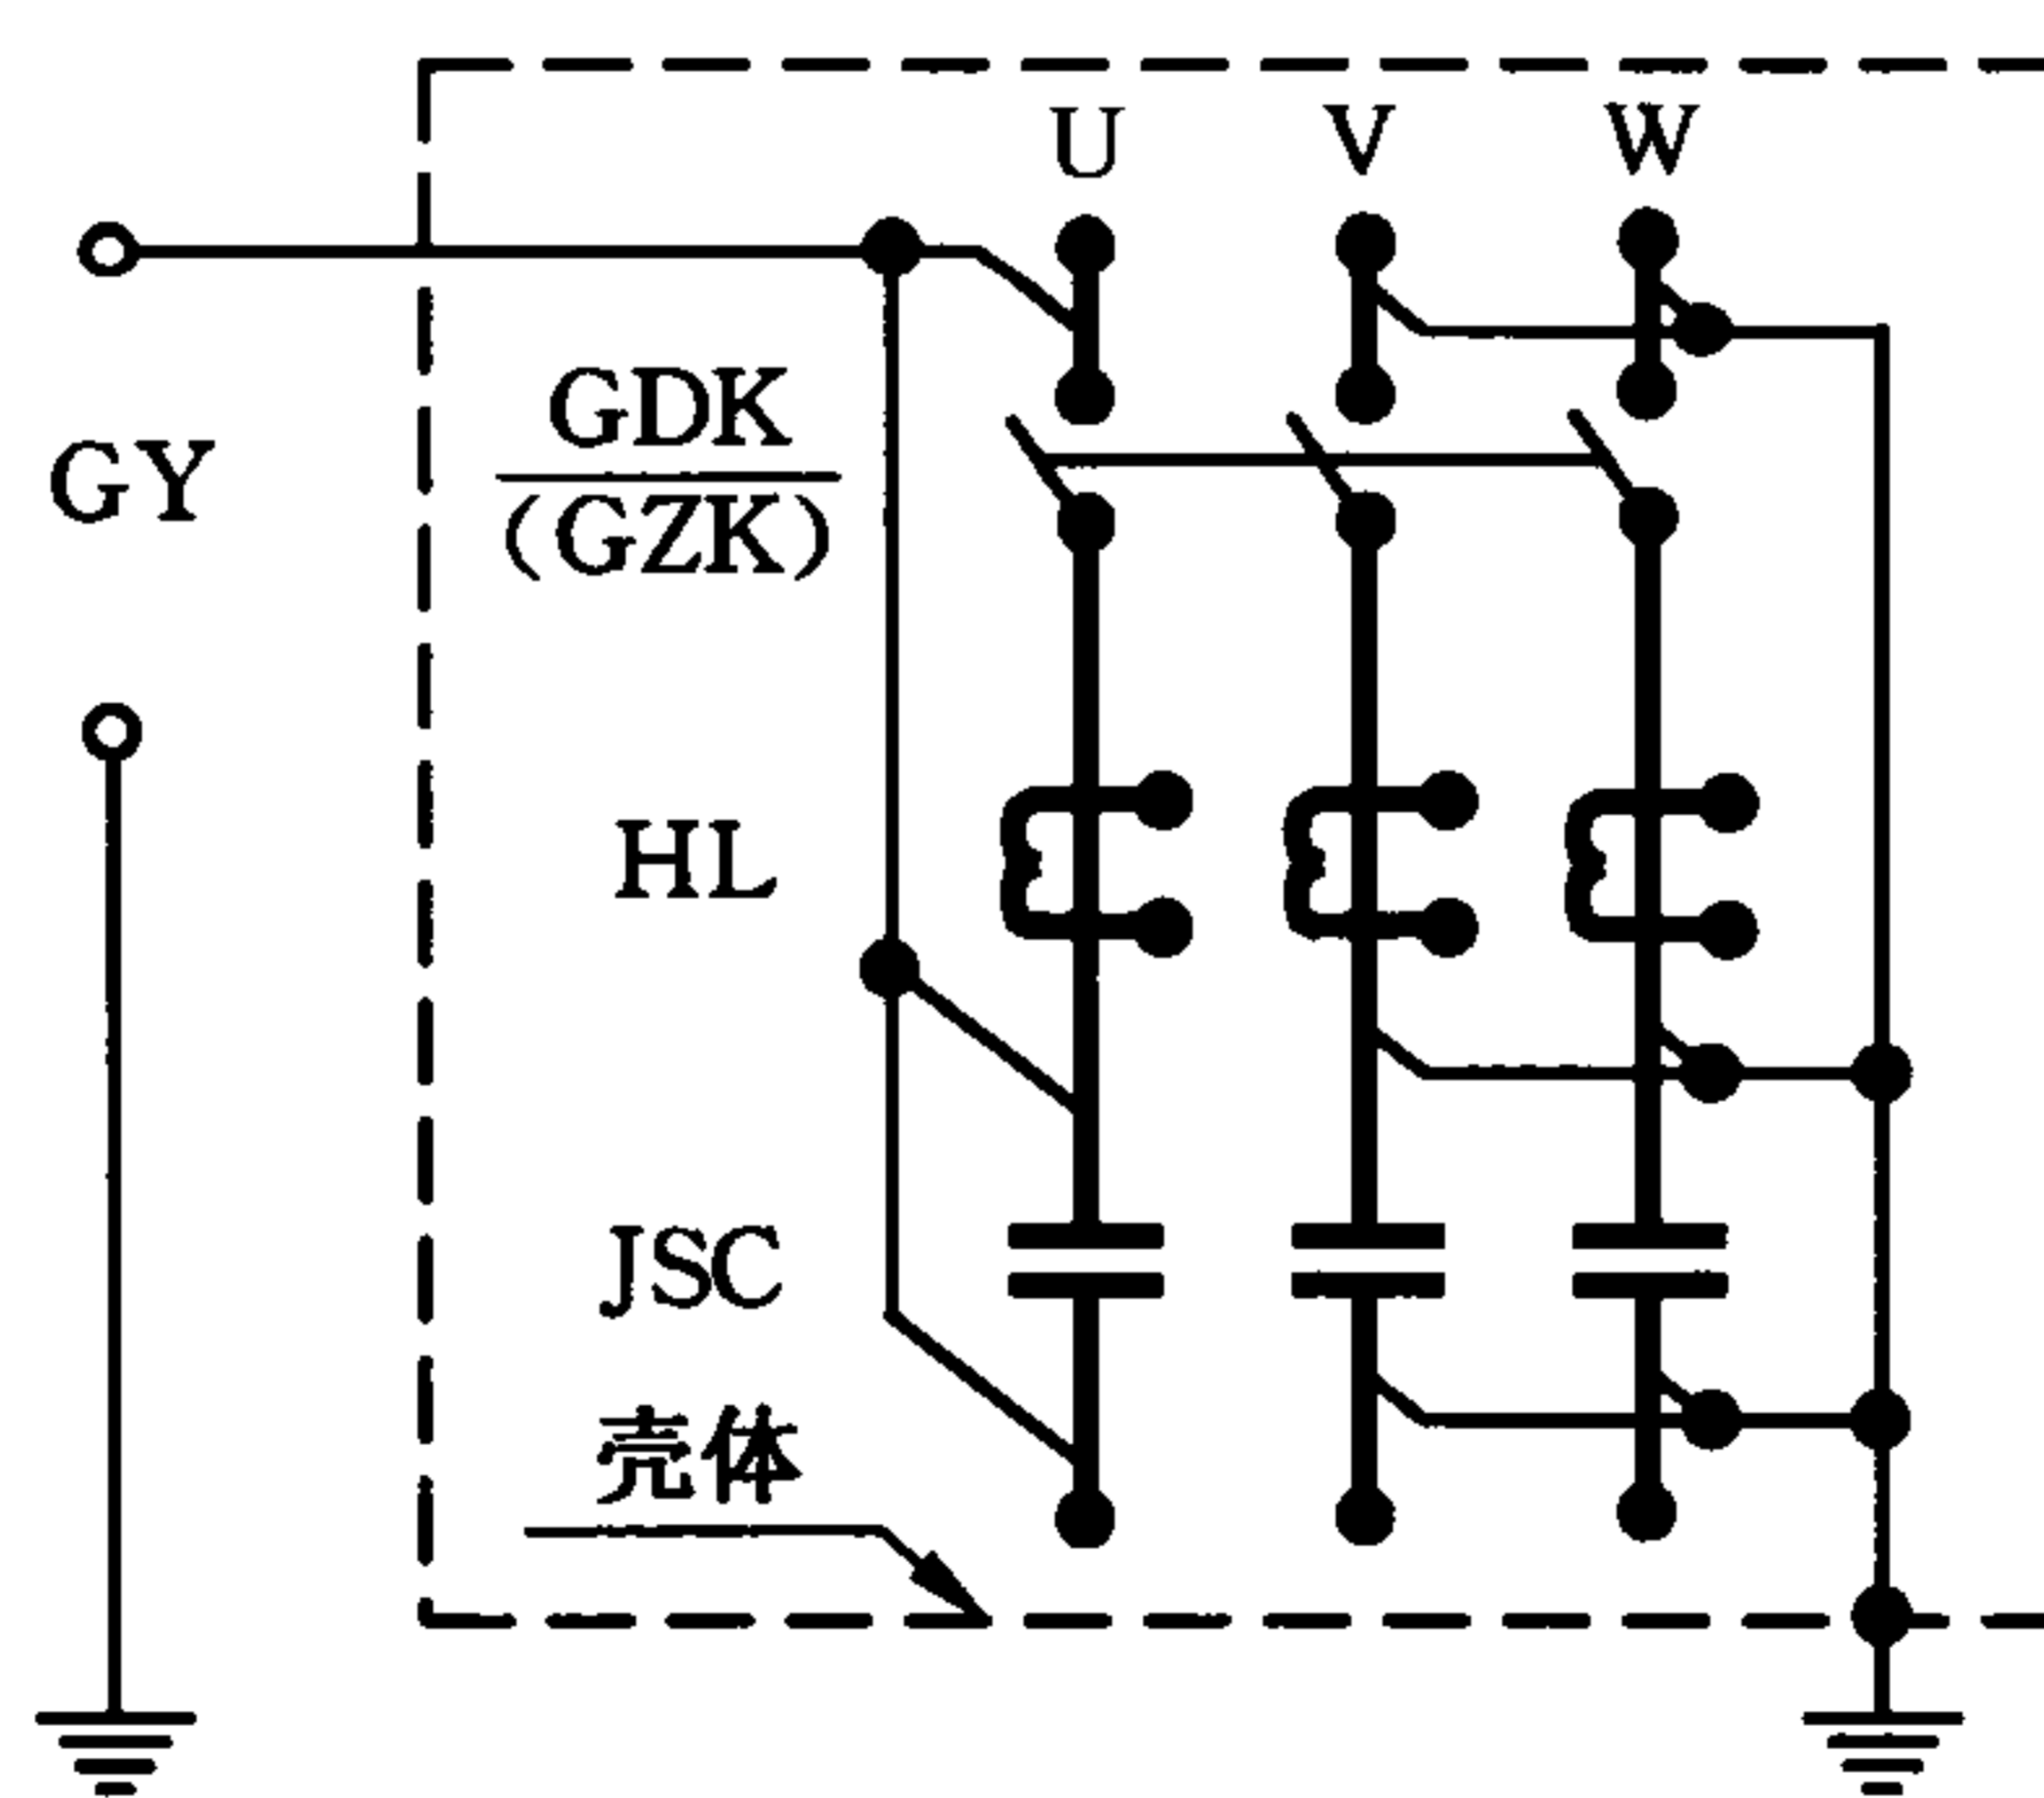 U V W
GY
GDK
(GZK)
HL
JSC
壳体